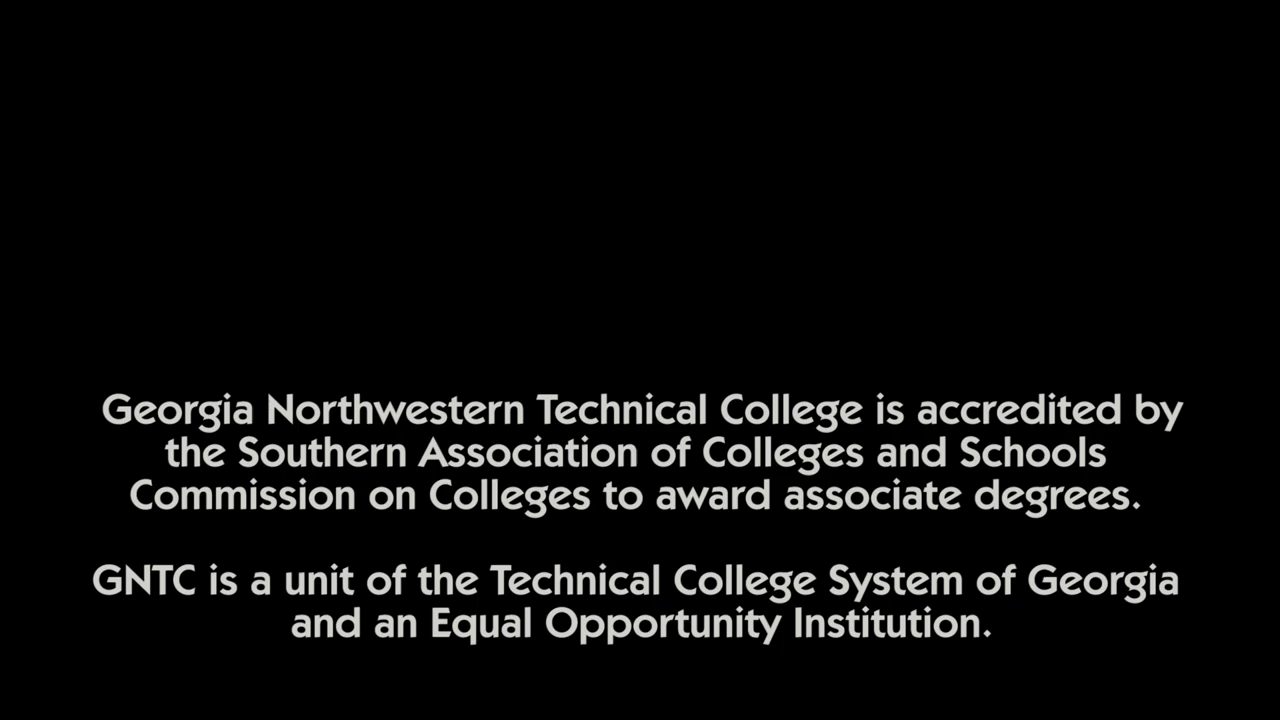 Georgia Northwestern Technical College is accredited by
the Southern Association of Colleges and Schools
Commission on Colleges to award associate degrees.
GNTC is a unit of the Technical College System of Georgia
and an Equal Opportunity Institution.